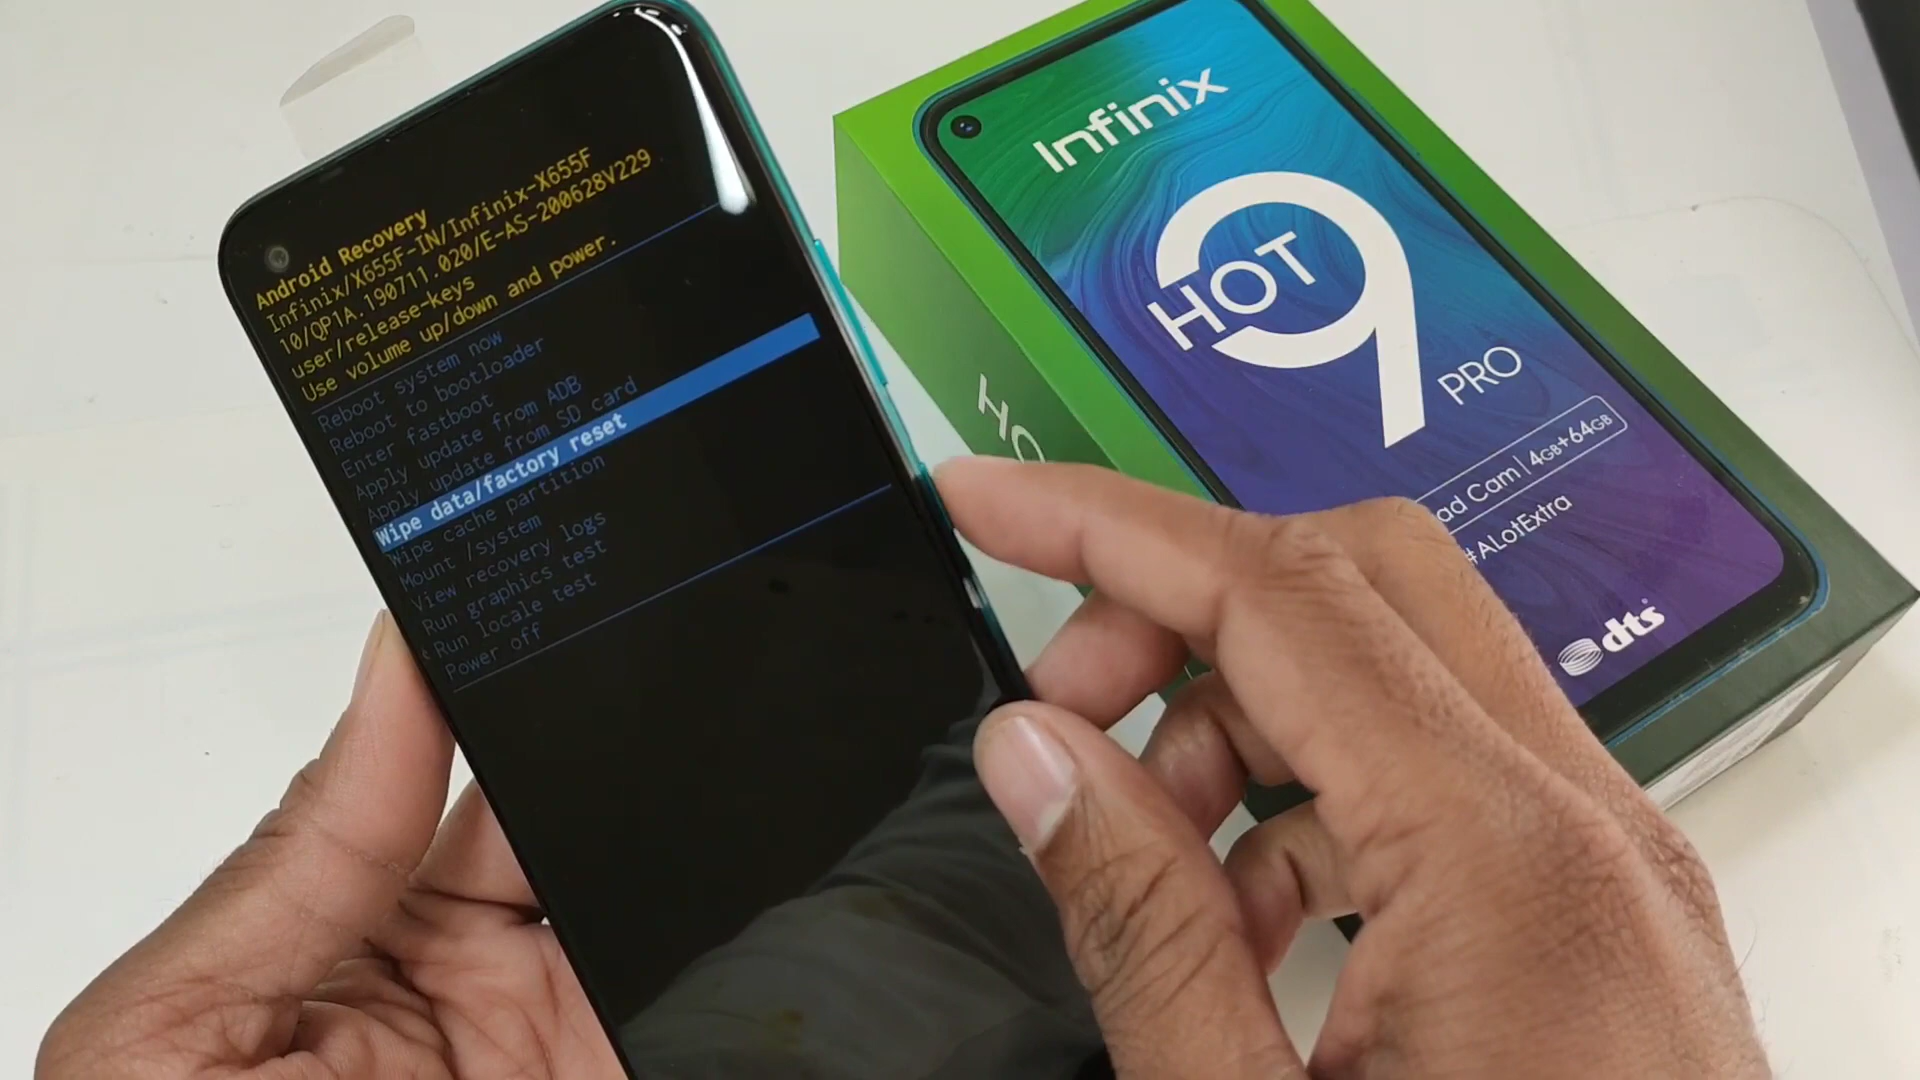 Android Recovery
Infinix/X655F-IN/Infinix-X655F
10/QP1A.190711.020/E-AS-200628V229
user/release-keys
Use volume up/down and power.
Reboot system now
Reboot to bootloader
Enter fastboot
Apply update from ADB
Apply update from SD card
Wipe data/factory reset
Wipe cache partition
Mount /system
View recovery logs
Run graphics test
Run locale test
Power off
Infinix
HOT
9
PRO
ad Cam | 4GB+64GB
#ALotExtra
dts
HO